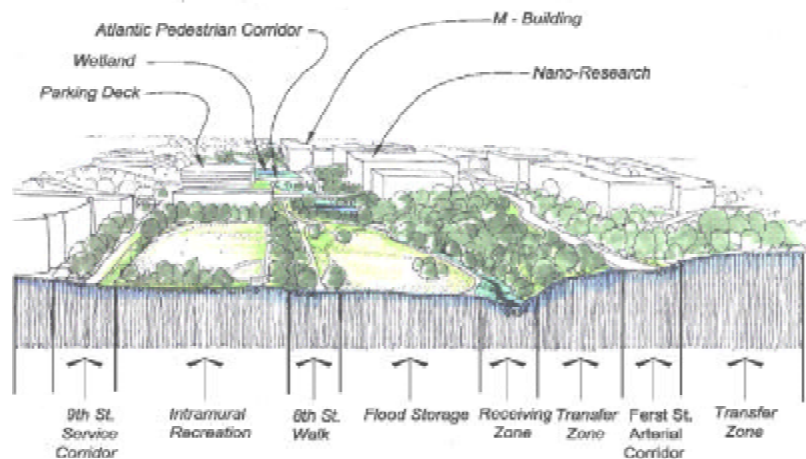 M - Building
Atlantic Pedestrian Corridor
Wetland
Nano-Research
Parking Deck
9th St.
Service
Corridor
Intramural
Recreation
6th St.
Walk
Flood Storage
Receiving
Zone
Transfer
Zone
Ferst St.
Arterial
Corridor
Transfer
Zone